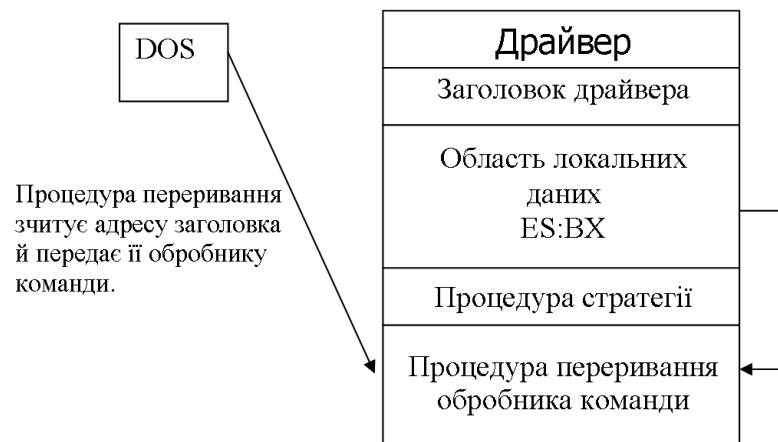 DOS
Процедура переривання
зчитує адресу заголовка
й передає її обробнику
команди.
Драйвер
Заголовок драйвера
Область локальних
даних
ES:BX
Процедура стратегії
Процедура переривання
обробника команди